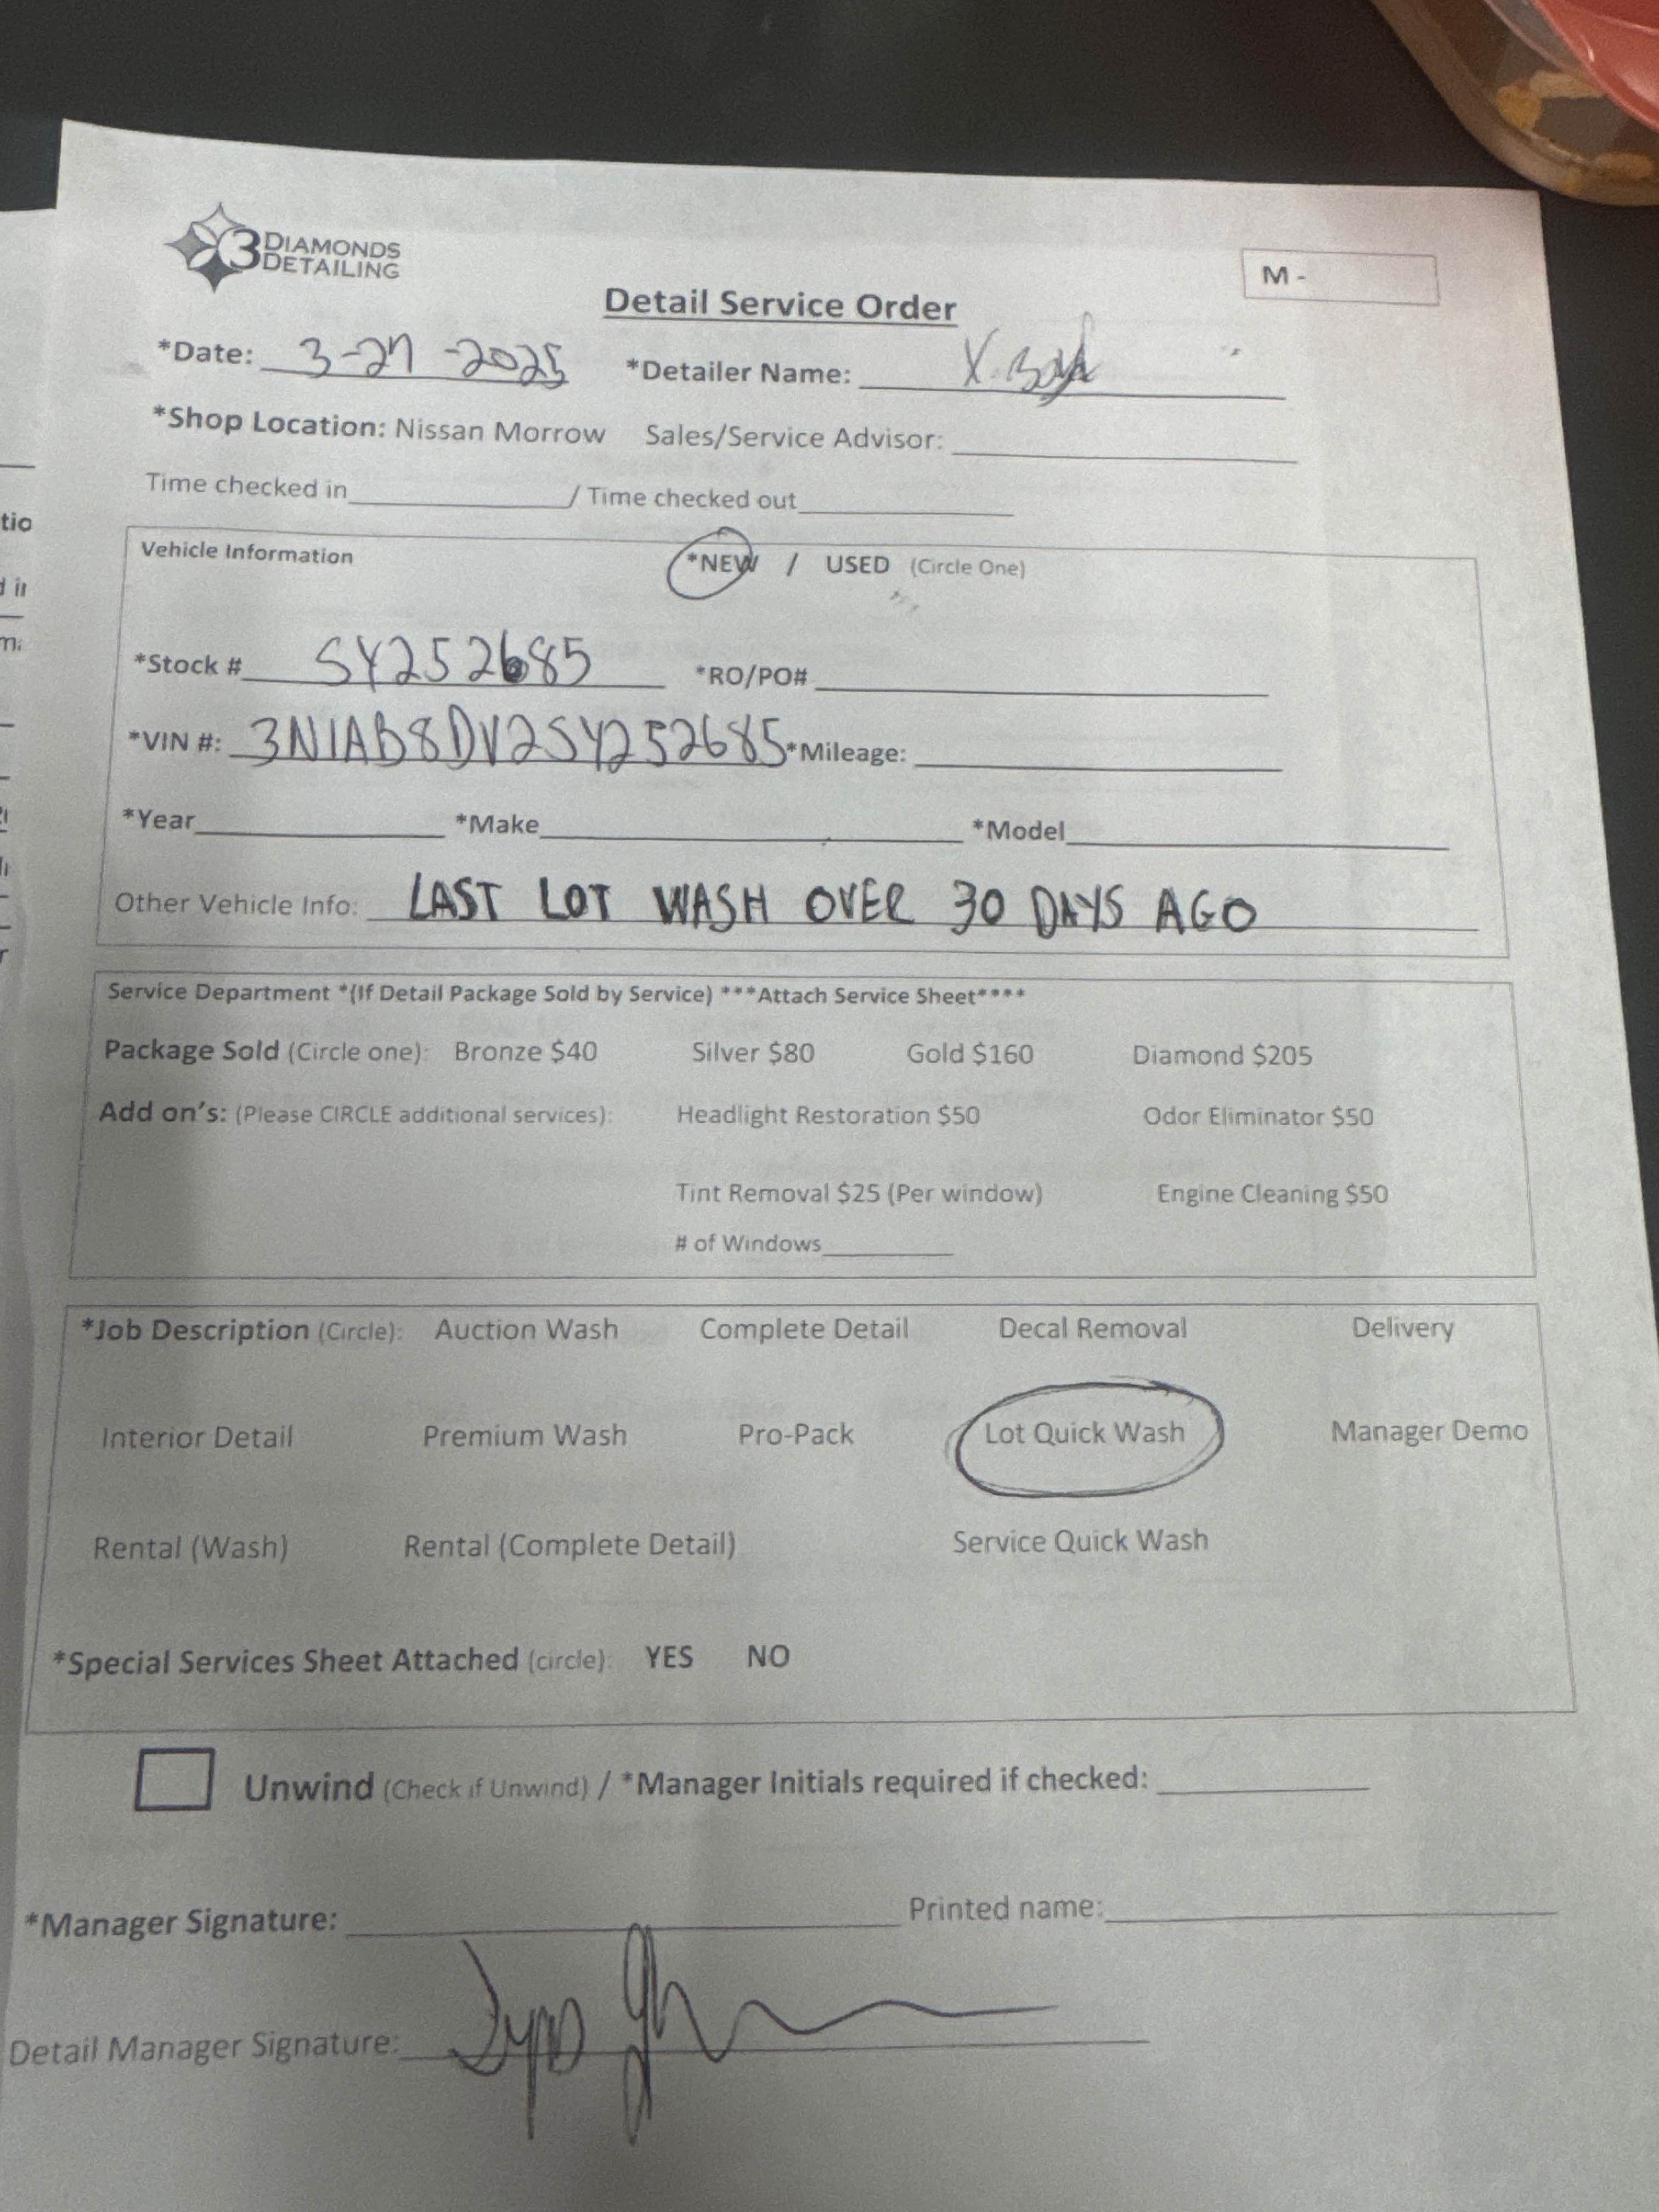 3 DIAMONDS DETAILING
M -
Detail Service Order
*Date: 3-27-2025 *Detailer Name: X.
*Shop Location: Nissan Morrow Sales/Service Advisor:
Time checked in / Time checked out
Vehicle Information *NEW / USED (Circle One)
*Stock # SY252685 *RO/PO#
*VIN #: 3N1AB8DV2SY252685 *Mileage:
*Year *Make *Model
Other Vehicle Info: LAST LOT WASH OVER 30 DAYS AGO
Service Department *(If Detail Package Sold by Service) ***Attach Service Sheet****
Package Sold (Circle one): Bronze $40 Silver $80 Gold $160 Diamond $205
Add on's: (Please CIRCLE additional services): Headlight Restoration $50 Odor Eliminator $50
Tint Removal $25 (Per window) Engine Cleaning $50
# of Windows
*Job Description (Circle): Auction Wash Complete Detail Decal Removal Delivery
Interior Detail Premium Wash Pro-Pack Lot Quick Wash Manager Demo
Rental (Wash) Rental (Complete Detail) Service Quick Wash
*Special Services Sheet Attached (circle): YES NO
Unwind (Check if Unwind) / *Manager Initials required if checked:
*Manager Signature: Printed name:
Detail Manager Signature: